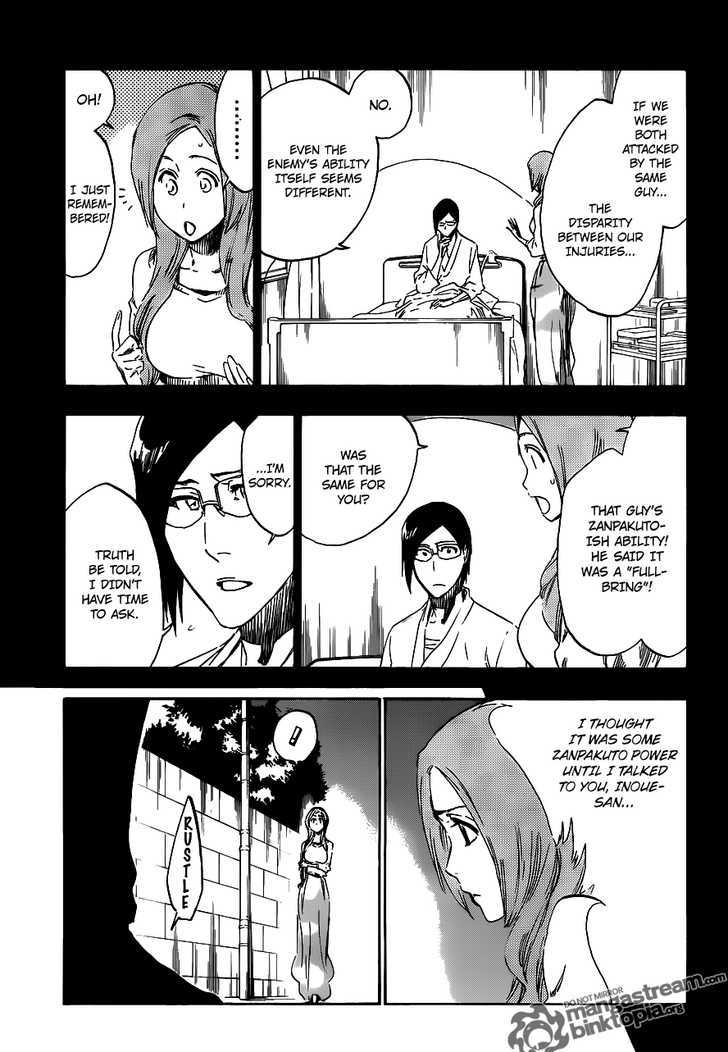 IF WE
WERE
BOTH
ATTACKED
BY THE
SAME
GUY...
THE
DISPARITY
BETWEEN OUR
INJURIES...
NO.
EVEN THE
ENEMY'S ABILITY
ITSELF SEEMS
DIFFERENT.
.........
OH!
I JUST
REMEM-
BERED!
THAT GUY'S
ZANPAKUTO-
ISH ABILITY!
HE SAID IT
WAS A "FULL-
BRING"!
WAS
THAT THE
SAME FOR
YOU?
...I'M
SORRY.
TRUTH
BE TOLD,
I DIDN'T
HAVE TIME
TO ASK.
I THOUGHT
IT WAS SOME
ZANPAKUTO POWER
UNTIL I TALKED
TO YOU, INOUE-
SAN...
!
RUSTLE
DO NOT MIRROR
mangastream.com
binktopia.org